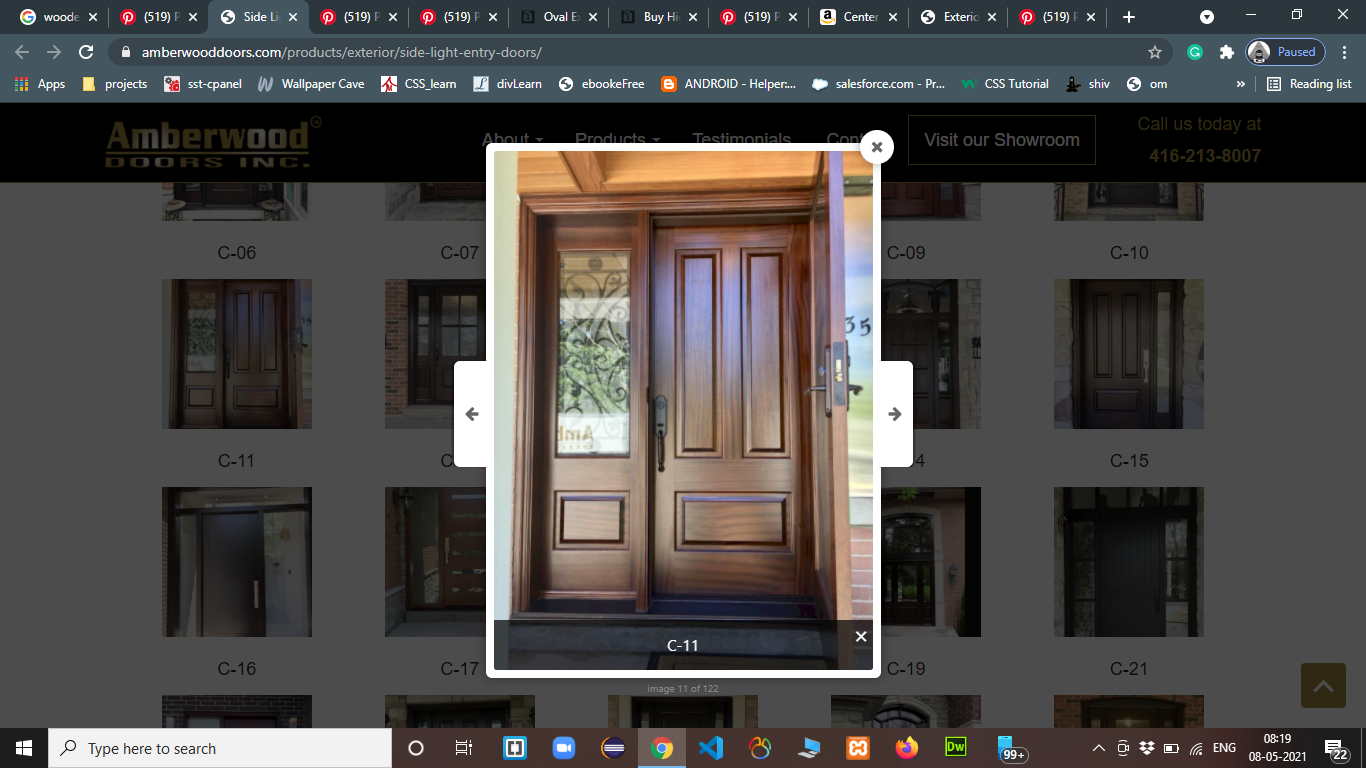 woode
(519) P
Side Li
(519) P
(519) P
Oval E
Buy Hi
(519) P
Center
Exterio
(519) P
amberwooddoors.com/products/exterior/side-light-entry-doors/
Paused
Apps
projects
sst-cpanel
Wallpaper Cave
CSS_learn
divLearn
ebookeFree
ANDROID - Helper:...
salesforce.com - Pr...
CSS Tutorial
shiv
om
»
Reading list
Amberwood
DOORS INC.
About
Products
Testimonials
Cont
Visit our Showroom
Call us today at
416-213-8007
C-06
C-07
C-09
C-10
35
C-11
C-15
C-11
C-16
C-17
C-19
C-21
image 11 of 122
Type here to search
Dw
99+
ENG
08:19
08-05-2021
22